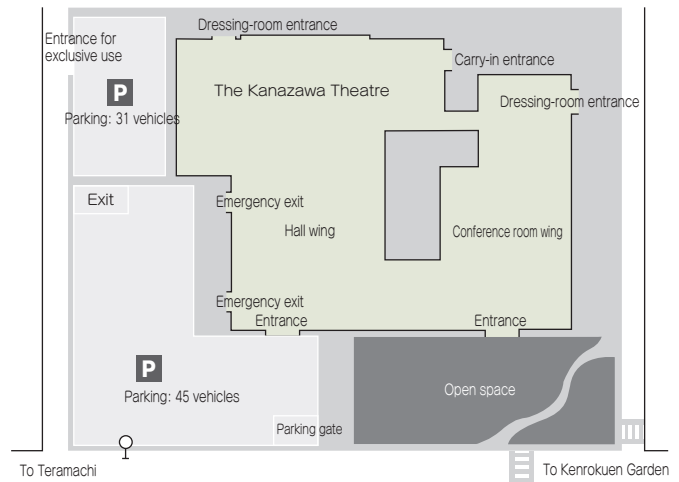 Dressing-room entrance
Entrance for
exclusive use
Carry-in entrance
P
The Kanazawa Theatre
Dressing-room entrance
Parking: 31 vehicles
Exit
Emergency exit
Hall wing
Conference room wing
Emergency exit
Entrance
Entrance
P
Parking: 45 vehicles
Open space
Parking gate
To Teramachi
To Kenrokuen Garden